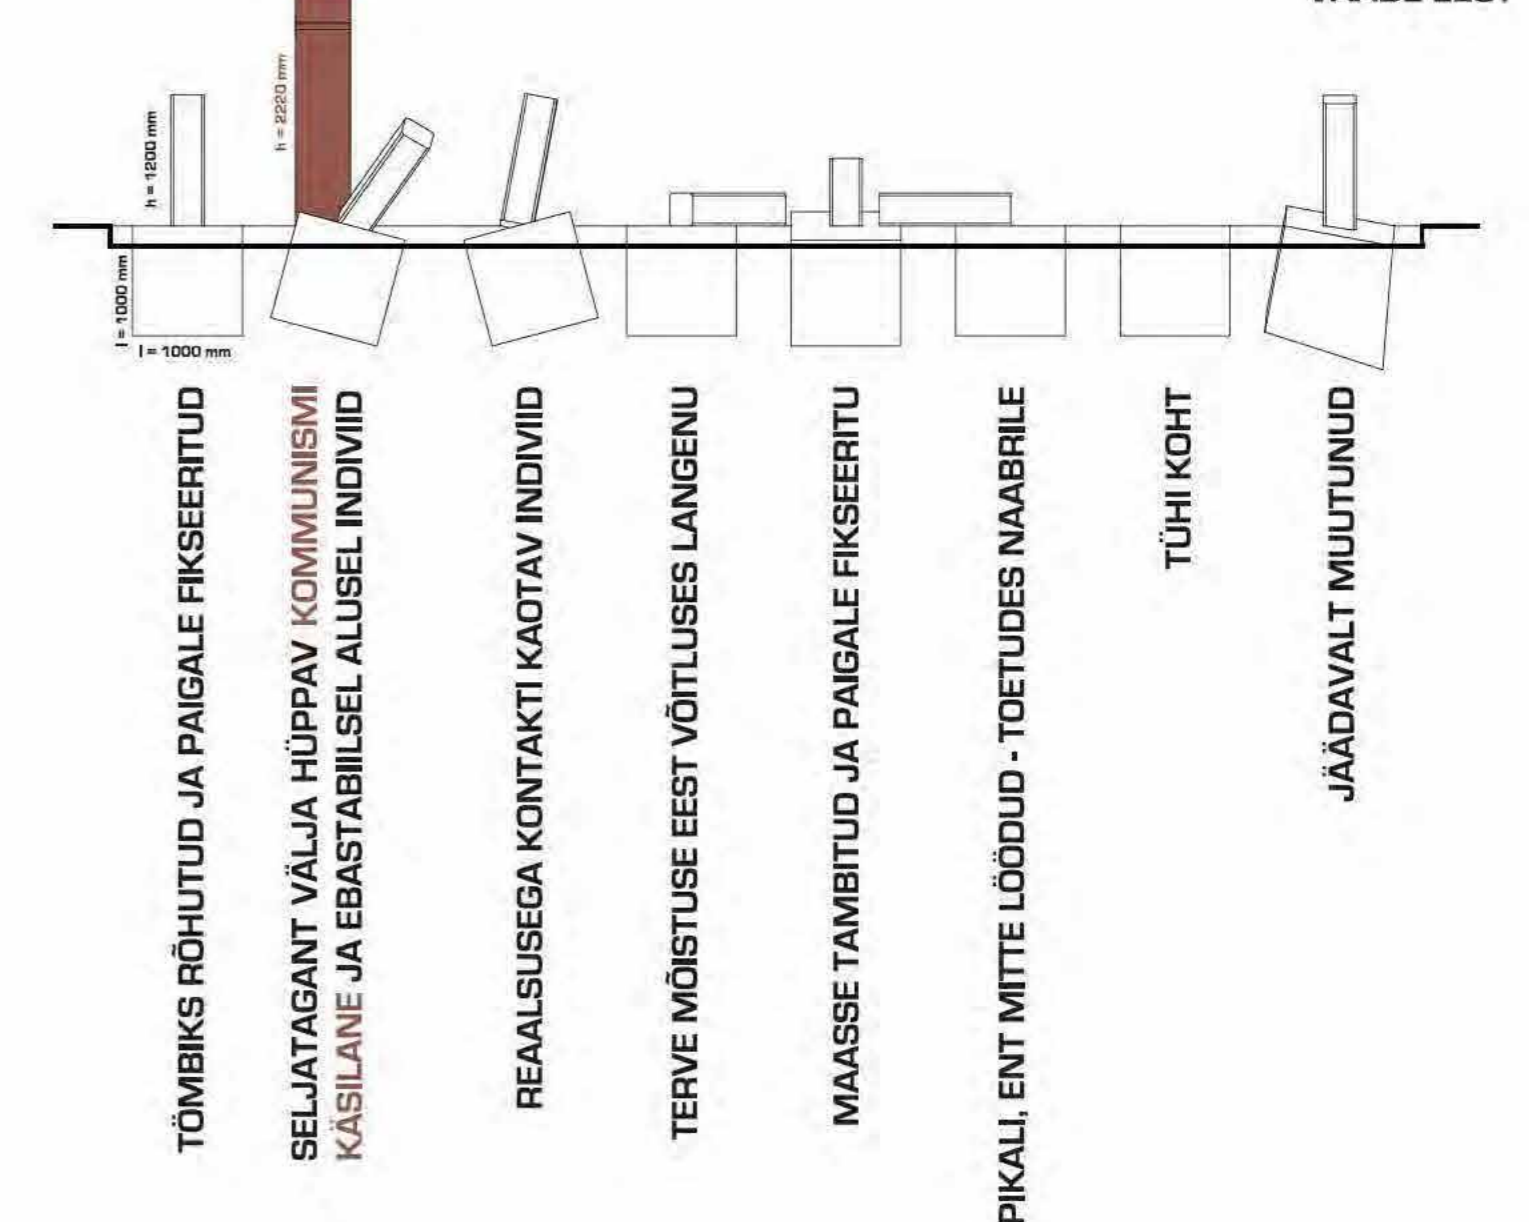 h = 1200 mm
h = 2220 mm
l = 1000 mm
l = 1000 mm
TÖMBIKS RÕHUTUD JA PAIGALE FIKSEERITUD
SELJATAGANT VÄLJA HÜPPAV KOMMUNISMI
KÄSILANE JA EBASTABIILSEL ALUSEL INDIVIID
REAALSUSEGA KONTAKTI KAOTAV INDIVIID
TERVE MÕISTUSE EEST VÕITLUSES LANGENU
MAASSE TAMBITUD JA PAIGALE FIKSEERITU
PIKALI, ENT MITTE LÖÖDUD - TOETUDES NAABRILE
TÜHI KOHT
JÄÄDAVALT MUUTUNUD